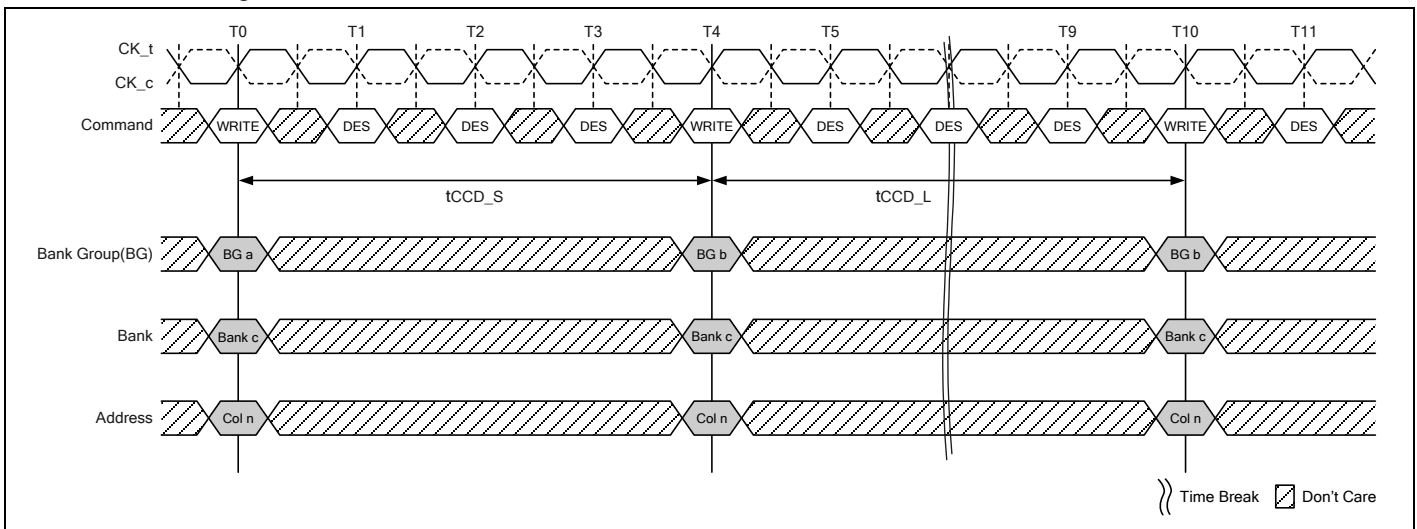 T0 T1 T2 T3 T4 T5 T9 T10 T11
CK_t
CK_c
Command WRITE DES DES DES WRITE DES DES DES WRITE DES
tCCD_S tCCD_L
Bank Group(BG) BG a BG b BG b
Bank Bank c Bank c Bank c
Address Col n Col n Col n
Time Break Don't Care